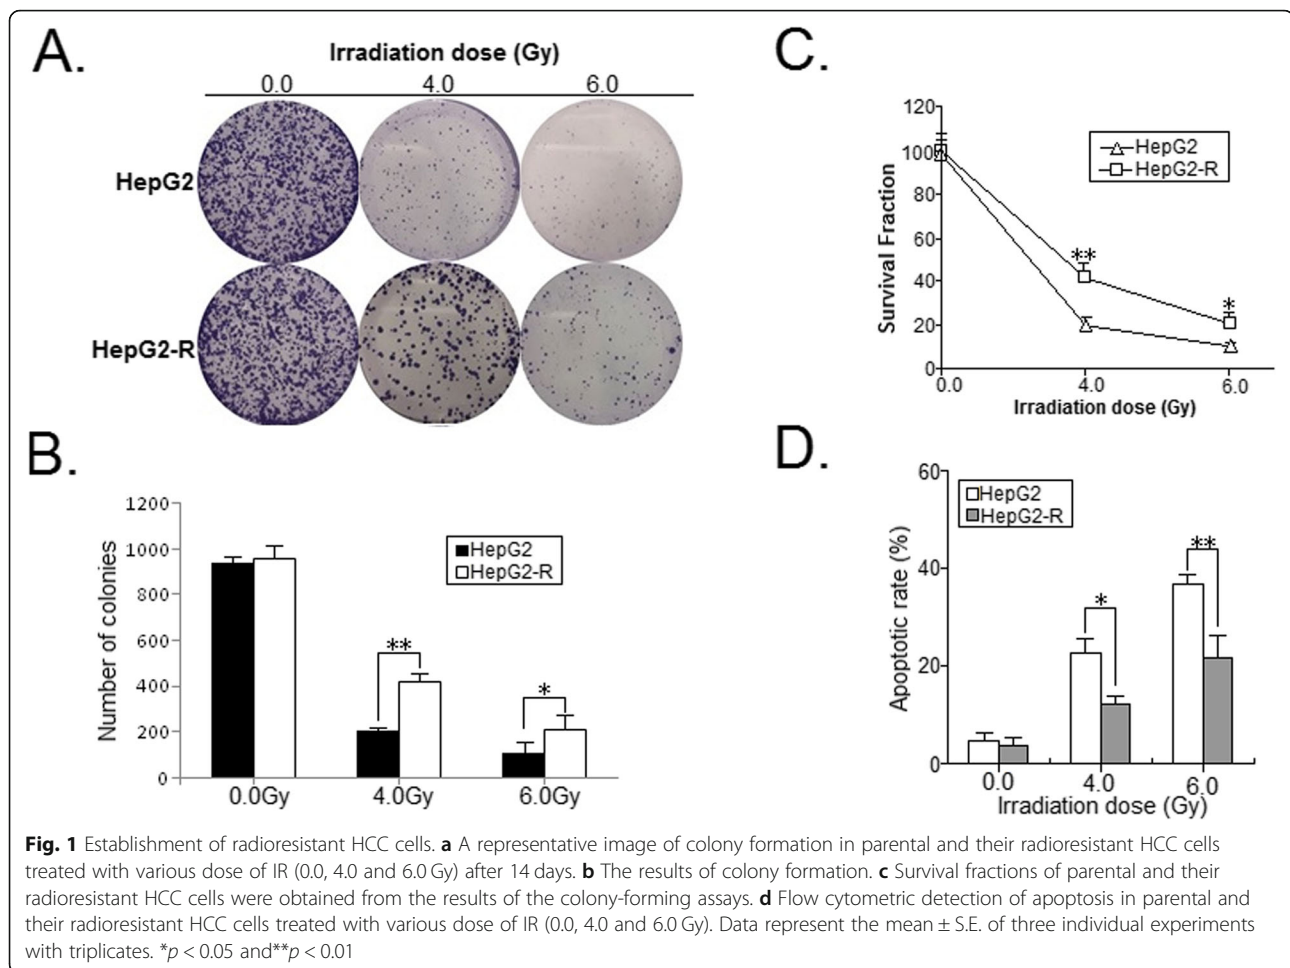 A.
Irradiation dose (Gy)
0.0 4.0 6.0
HepG2
HepG2-R
B.
Number of colonies
1200
1000
800
600
400
200
0
HepG2
HepG2-R
**
*
0.0Gy 4.0Gy 6.0Gy
C.
Survival Fraction
120
100
80
60
40
20
0
HepG2
HepG2-R
**
*
0.0 4.0 6.0
Irradiation dose (Gy)
D.
Apoptotic rate (%)
60
40
20
0
HepG2
HepG2-R
*
**
0.0 4.0 6.0
Irradiation dose (Gy)
Fig. 1 Establishment of radioresistant HCC cells. a A representative image of colony formation in parental and their radioresistant HCC cells
treated with various dose of IR (0.0, 4.0 and 6.0 Gy) after 14 days. b The results of colony formation. c Survival fractions of parental and their
radioresistant HCC cells were obtained from the results of the colony-forming assays. d Flow cytometric detection of apoptosis in parental and
their radioresistant HCC cells treated with various dose of IR (0.0, 4.0 and 6.0 Gy). Data represent the mean ± S.E. of three individual experiments
with triplicates. *p < 0.05 and**p < 0.01